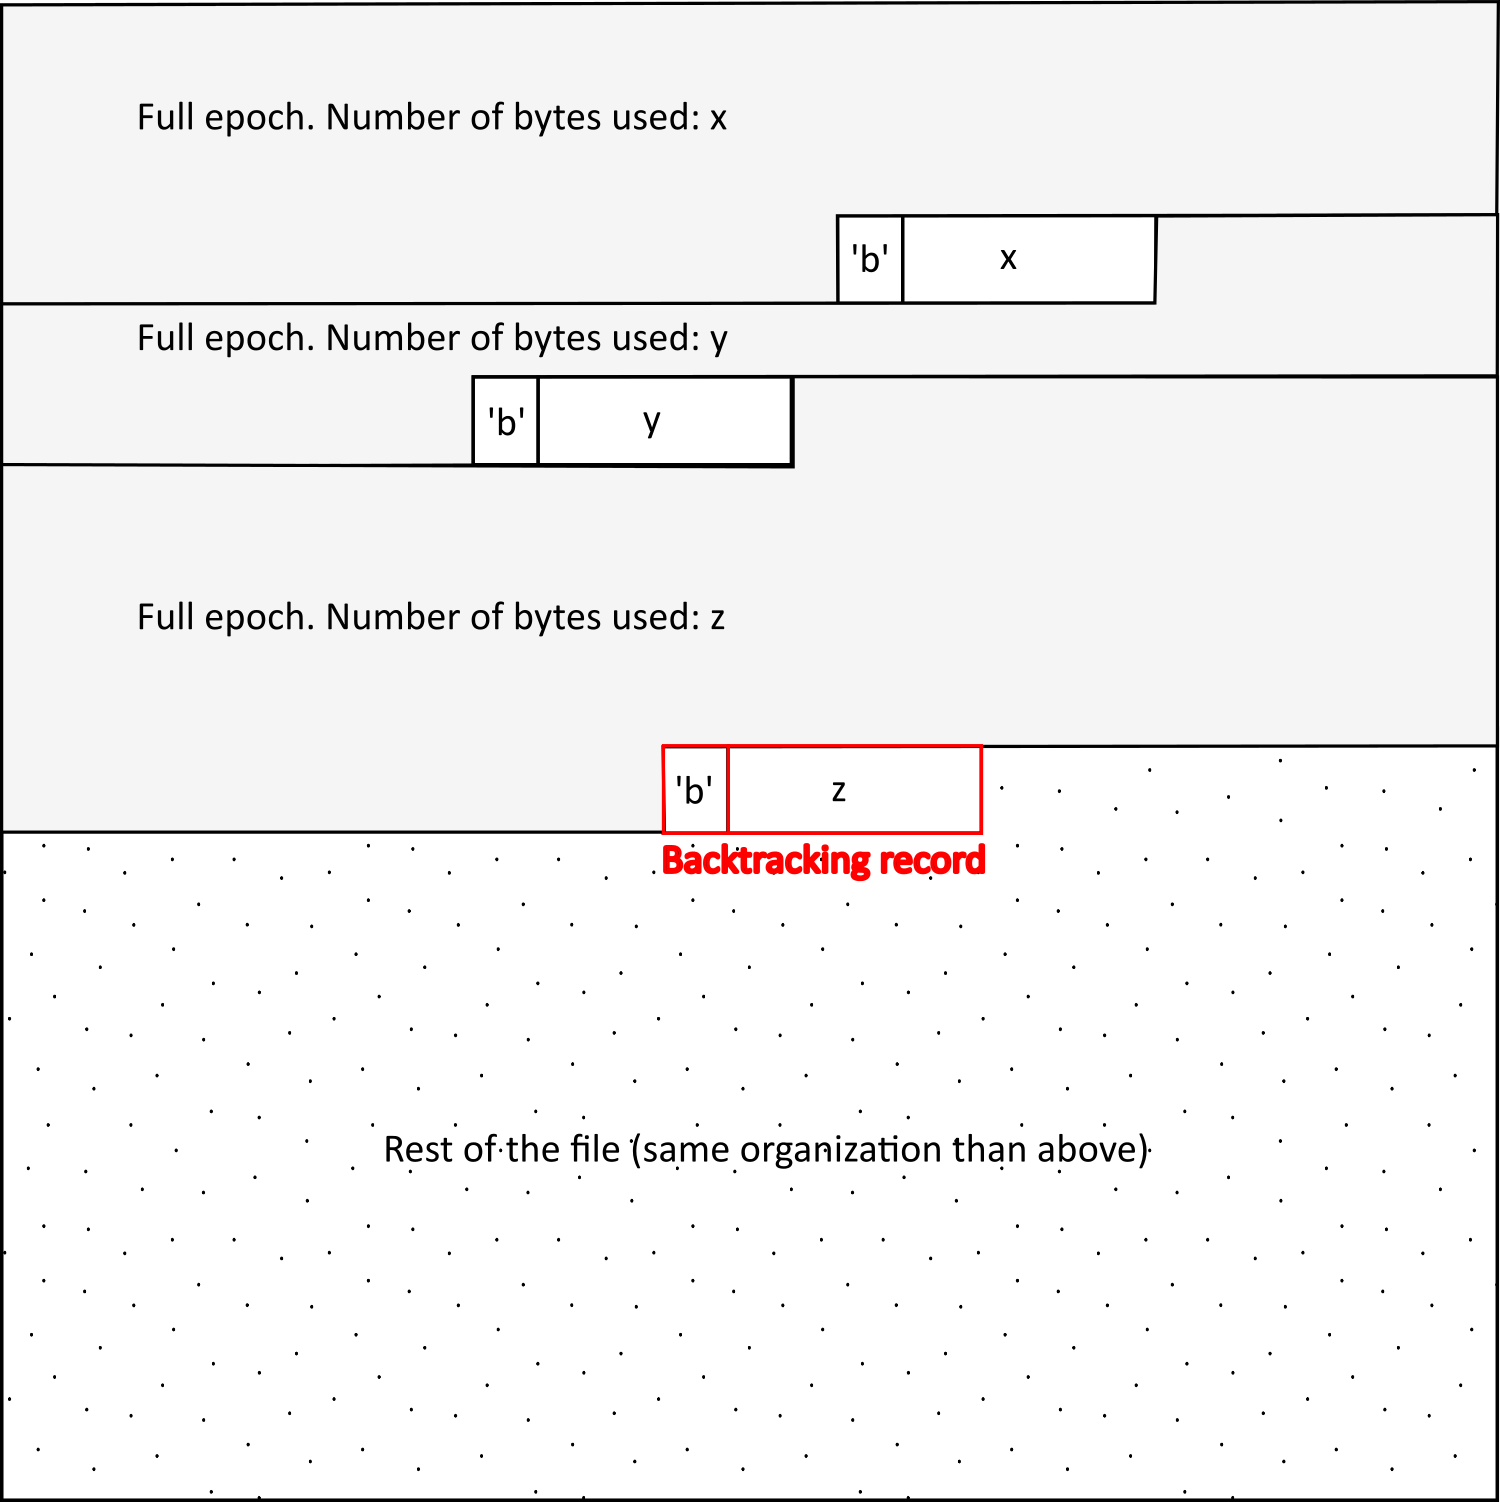 Full epoch. Number of bytes used: x
'b' x
Full epoch. Number of bytes used: y
'b' y
Full epoch. Number of bytes used: z
'b' z
Backtracking record
Rest of the file (same organization than above)